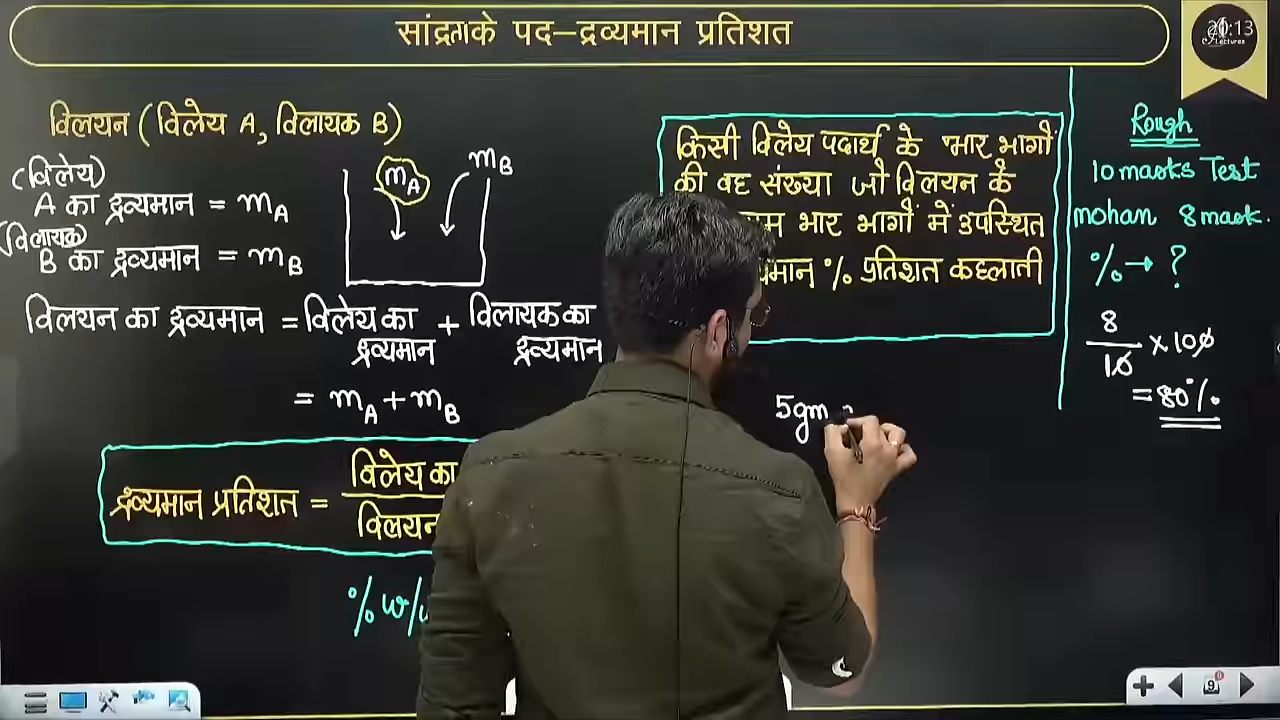 सांद्रता के पद–द्रव्यमान प्रतिशत
Lectures
विलयन (विलेय A, विलायक B)
(विलेय)
A का द्रव्यमान = mA
(विलायक)
B का द्रव्यमान = mB
mA
mB
विलयन का द्रव्यमान = विलेय का द्रव्यमान + विलायक का द्रव्यमान
= mA + mB
द्रव्यमान प्रतिशत = विलेय का
विलयन
% w/
किसी विलेय पदार्थ के भार भागों
की वह संख्या जो विलयन के
भार भागों में उपस्थित
% प्रतिशत कहलाती
5gm
Rough
10 marks Test
mohan 8 mark.
% → ?
8/10 × 100
= 80%
9